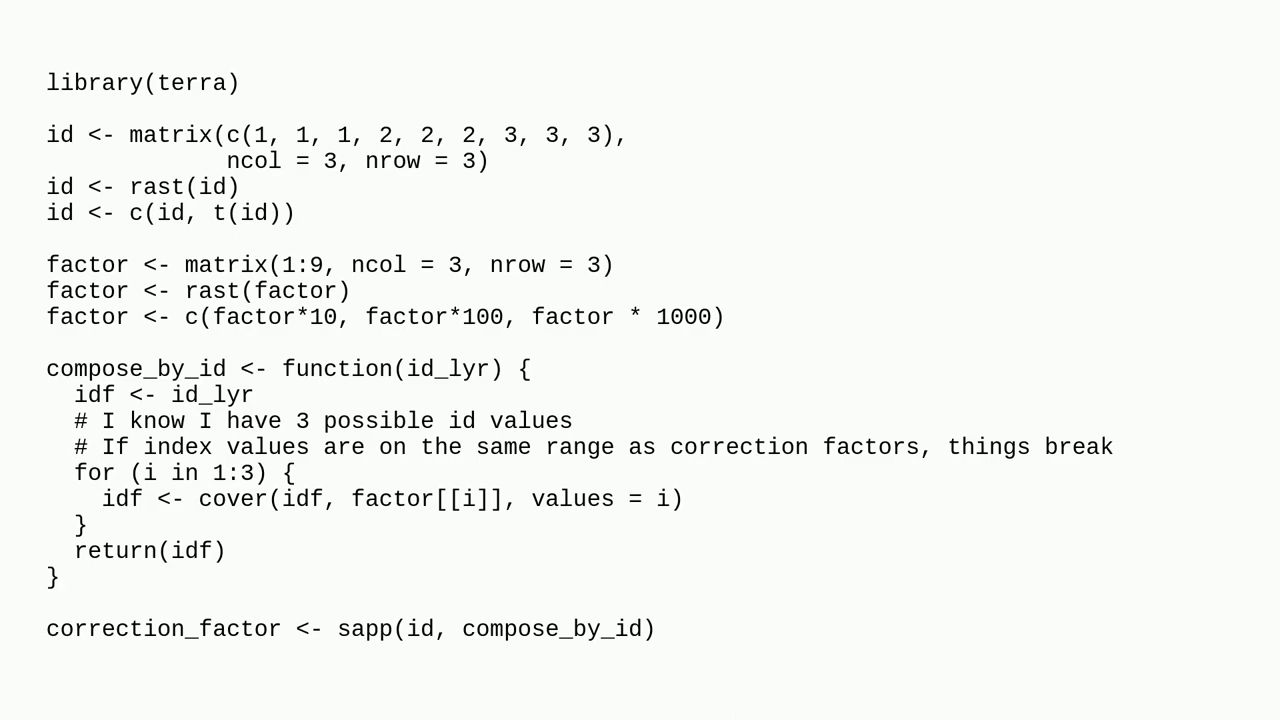 library(terra)

id <- matrix(c(1, 1, 1, 2, 2, 2, 3, 3, 3),
             ncol = 3, nrow = 3)
id <- rast(id)
id <- c(id, t(id))

factor <- matrix(1:9, ncol = 3, nrow = 3)
factor <- rast(factor)
factor <- c(factor*10, factor*100, factor * 1000)

compose_by_id <- function(id_lyr) {
  idf <- id_lyr
  # I know I have 3 possible id values
  # If index values are on the same range as correction factors, things break
  for (i in 1:3) {
    idf <- cover(idf, factor[[i]], values = i)
  }
  return(idf)
}

correction_factor <- sapp(id, compose_by_id)